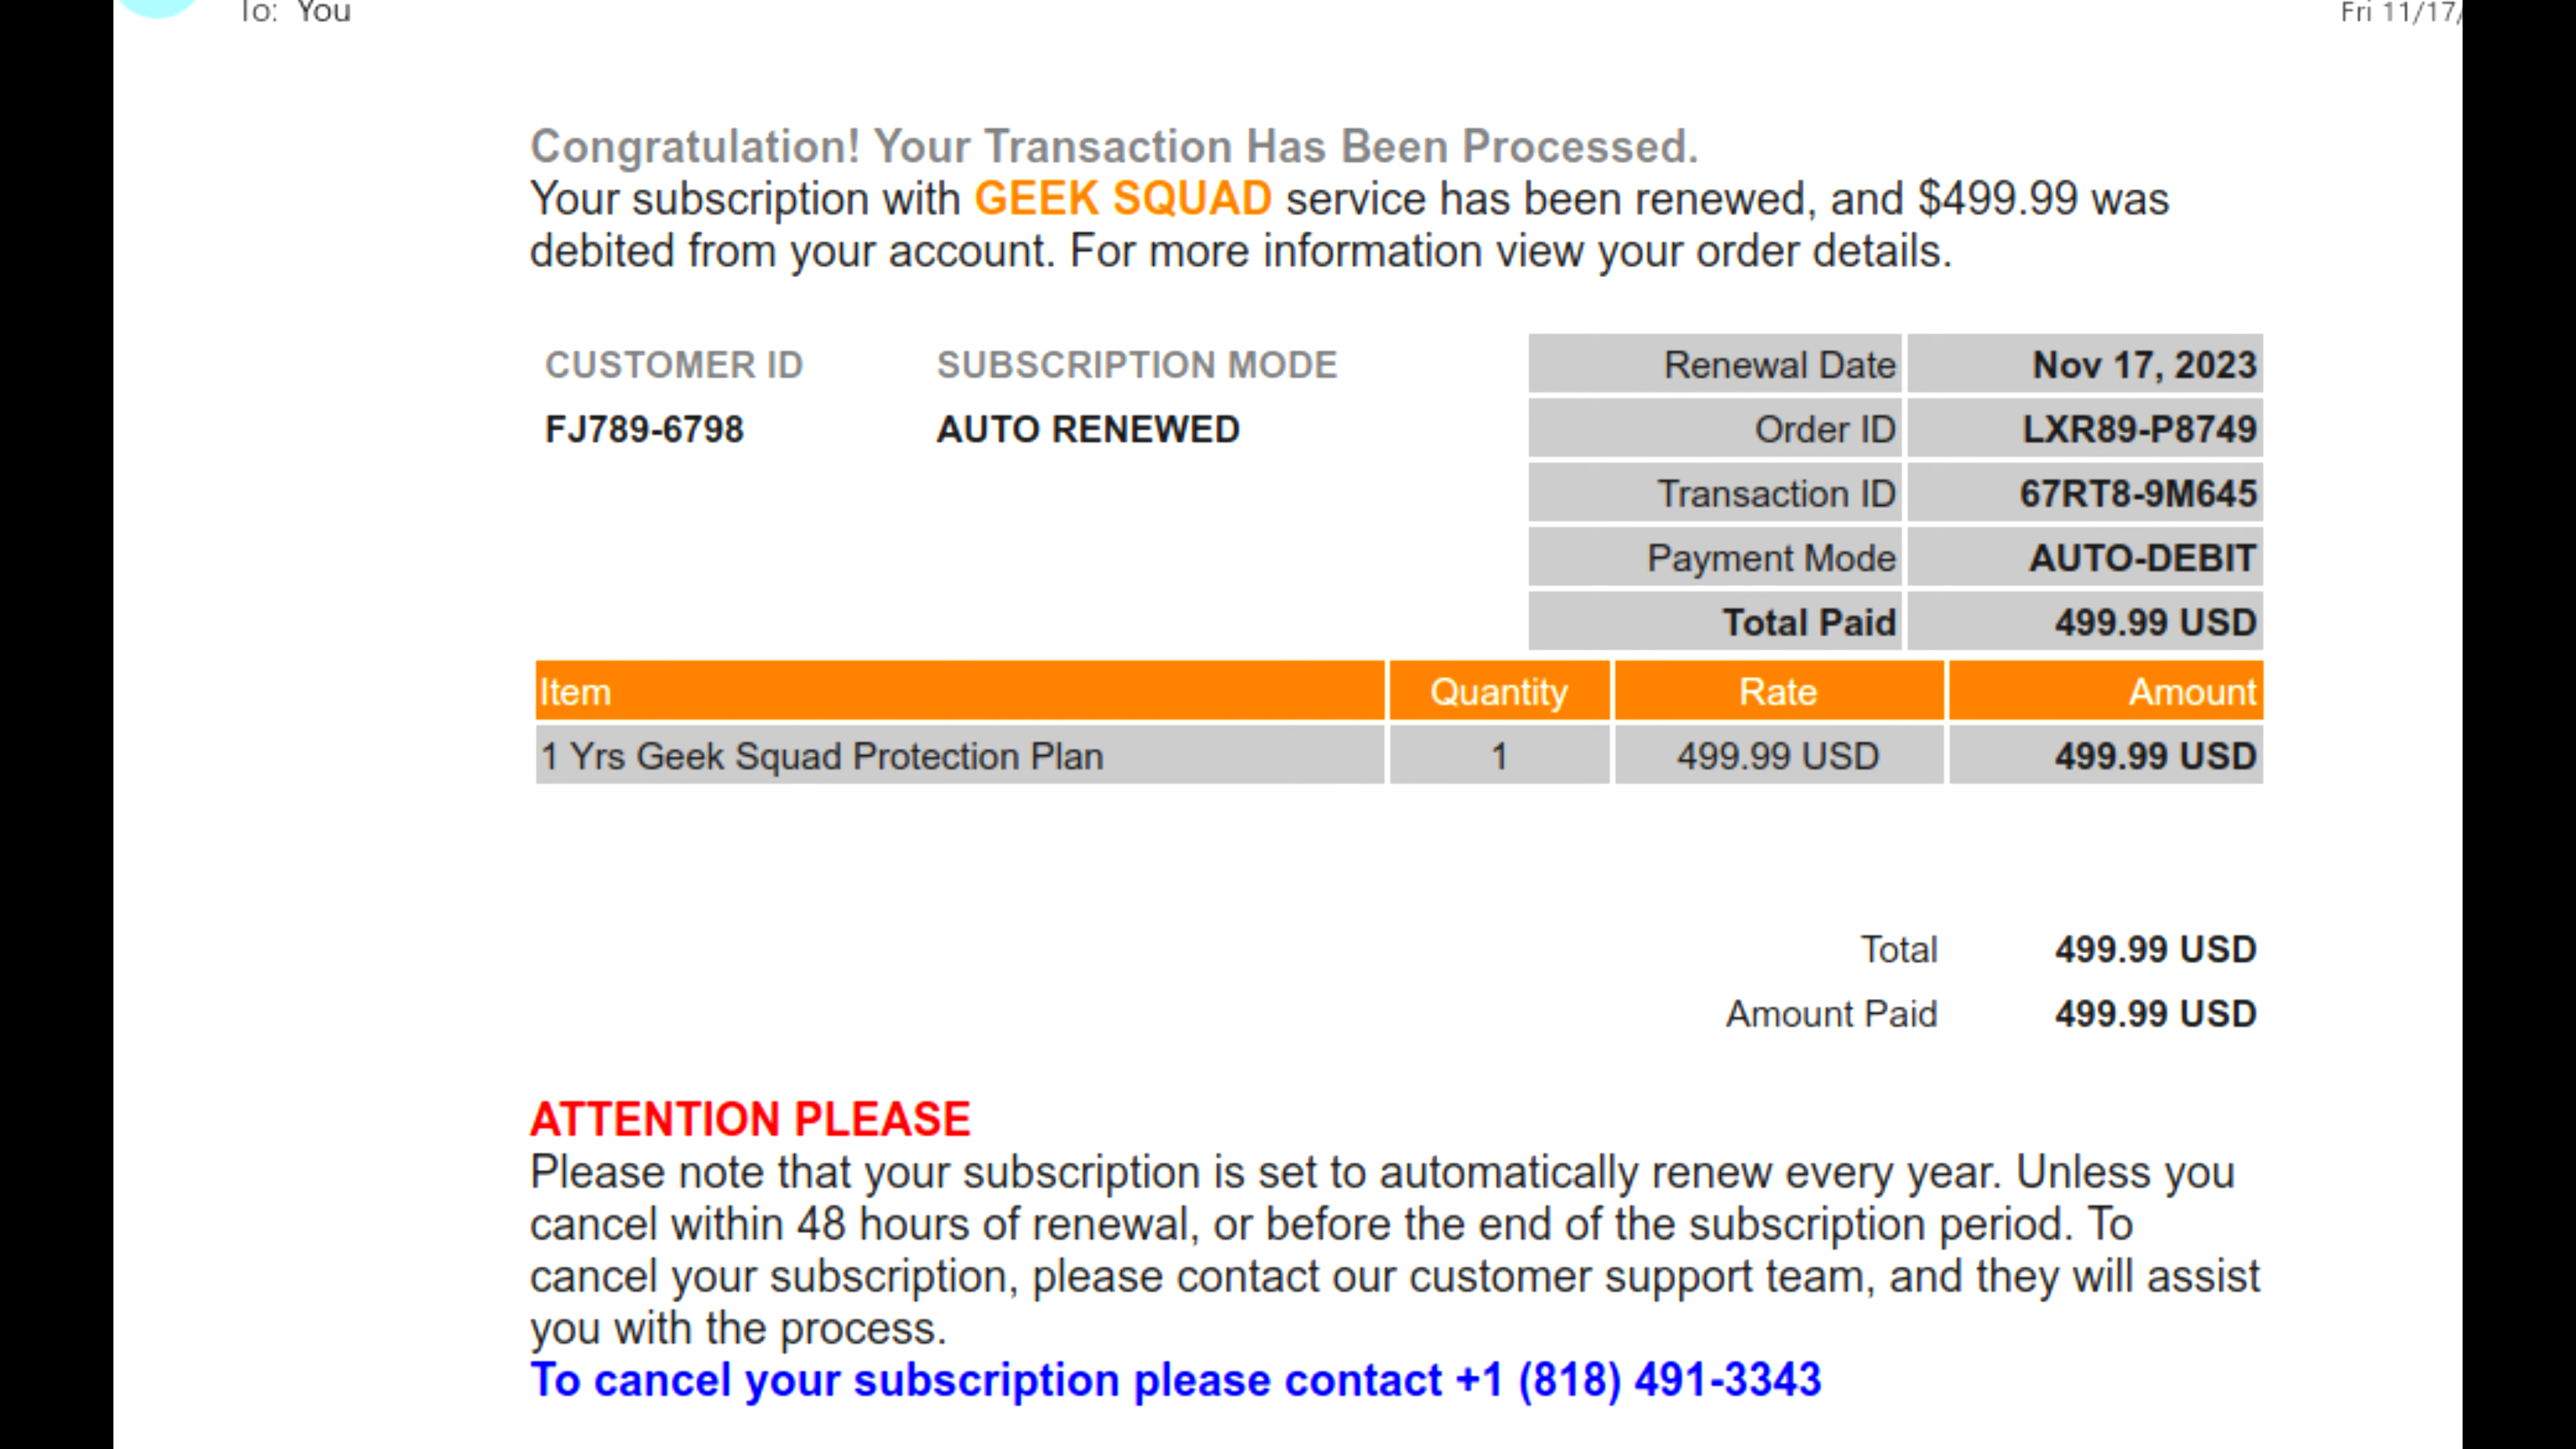 To: You
Fri 11/17/
Congratulation! Your Transaction Has Been Processed.
Your subscription with GEEK SQUAD service has been renewed, and $499.99 was
debited from your account. For more information view your order details.
CUSTOMER ID SUBSCRIPTION MODE
FJ789-6798 AUTO RENEWED
Renewal Date Nov 17, 2023
Order ID LXR89-P8749
Transaction ID 67RT8-9M645
Payment Mode AUTO-DEBIT
Total Paid 499.99 USD
Item Quantity Rate Amount
1 Yrs Geek Squad Protection Plan 1 499.99 USD 499.99 USD
Total 499.99 USD
Amount Paid 499.99 USD
ATTENTION PLEASE
Please note that your subscription is set to automatically renew every year. Unless you
cancel within 48 hours of renewal, or before the end of the subscription period. To
cancel your subscription, please contact our customer support team, and they will assist
you with the process.
To cancel your subscription please contact +1 (818) 491-3343